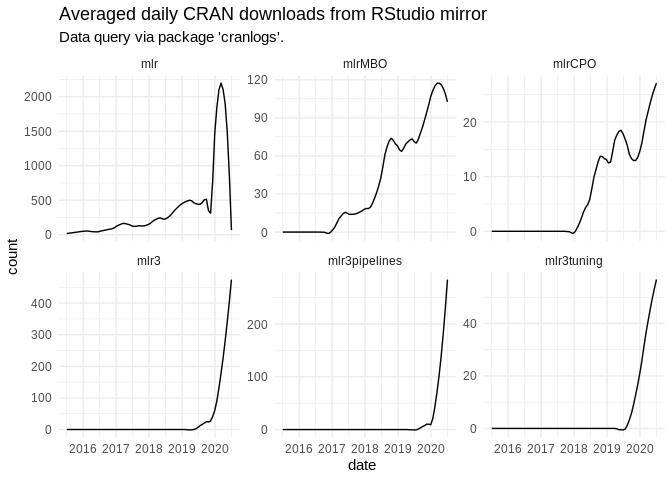 Averaged daily CRAN downloads from RStudio mirror
Data query via package 'cranlogs'.
mlr
mlrMBO
mlrCPO
2000
1500
1000
500
0
120
90
60
30
0
20
10
0
count
mlr3
mlr3pipelines
mlr3tuning
400
300
200
100
0
200
100
0
40
20
0
2016 2017 2018 2019 2020
2016 2017 2018 2019 2020
2016 2017 2018 2019 2020
date